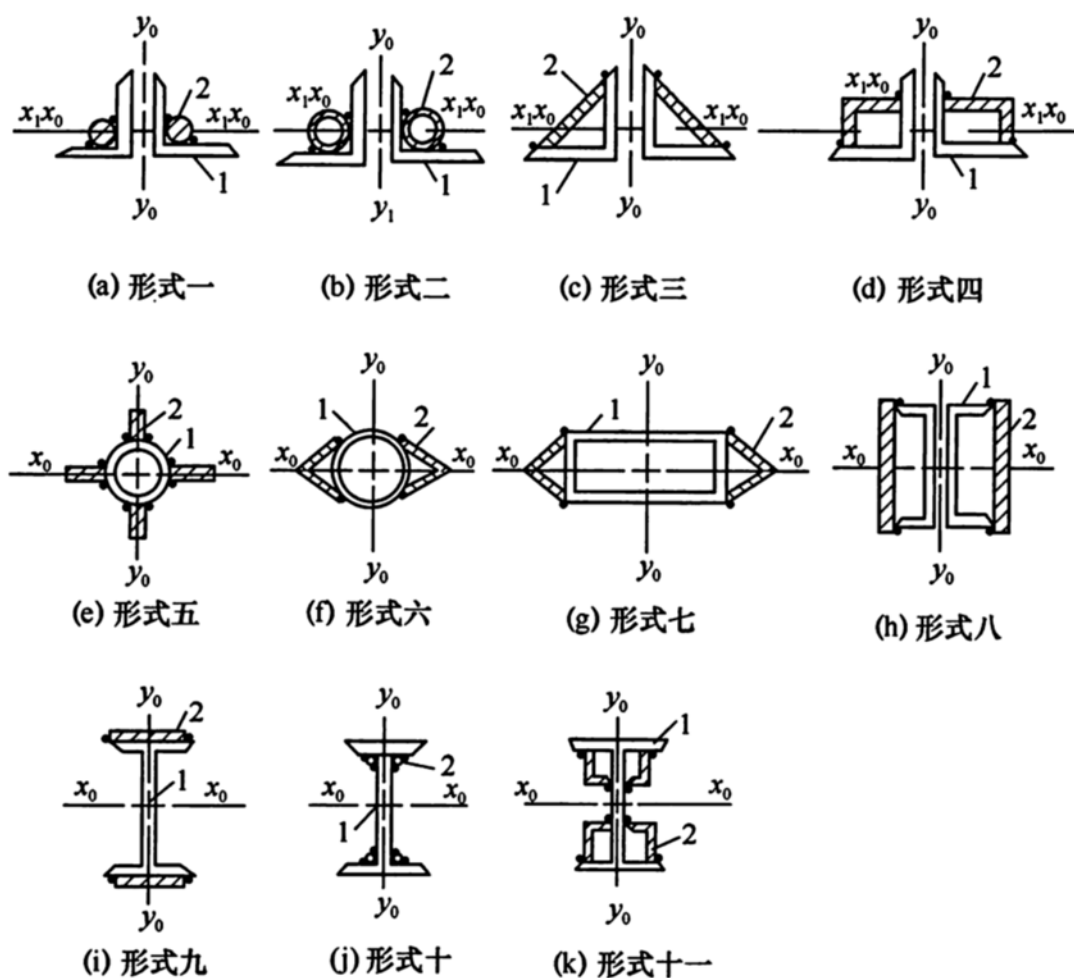 y₀ y₀ y₀ y₀
2 2 2 2
x₁x₀ x₁x₀ x₁x₀ x₁x₀ x₁x₀ x₁x₀ x₁x₀ x₁x₀
1 1 1 1
y₀ y₁ y₀ y₀
(a) 形式一 (b) 形式二 (c) 形式三 (d) 形式四
y₀ y₀ y₀ y₀
2 1 1 2 1 2 1 2
x₀ x₀ x₀ x₀ x₀ x₀ x₀ x₀
y₀ y₀ y₀ y₀
(e) 形式五 (f) 形式六 (g) 形式七 (h) 形式八
y₀ y₀ y₀
2 2 1
x₀ 1 x₀ x₀ 1 x₀ x₀ x₀
2
y₀ y₀ y₀
(i) 形式九 (j) 形式十 (k) 形式十一